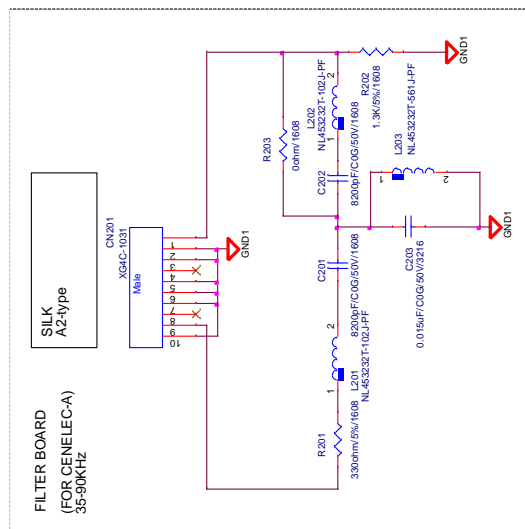 FILTER BOARD
(FOR CENELEC-A)
35-90KHz
SILK
A2-type
CN201
XG4C-1031
Male
1
2
3
4
5
6
7
8
9
10
GND1
R203
0ohm/1608
L202
NL453232T-102J-PF
1
2
C202
8200pF/C0G/50V/1608
R202
1.3K/5%/1608
GND1
L203
NL453232T-561J-PF
1
2
C203
0.015uF/C0G/50V/3216
GND1
C201
8200pF/C0G/50V/1608
L201
NL453232T-102J-PF
1
2
R201
330ohm/5%/1608